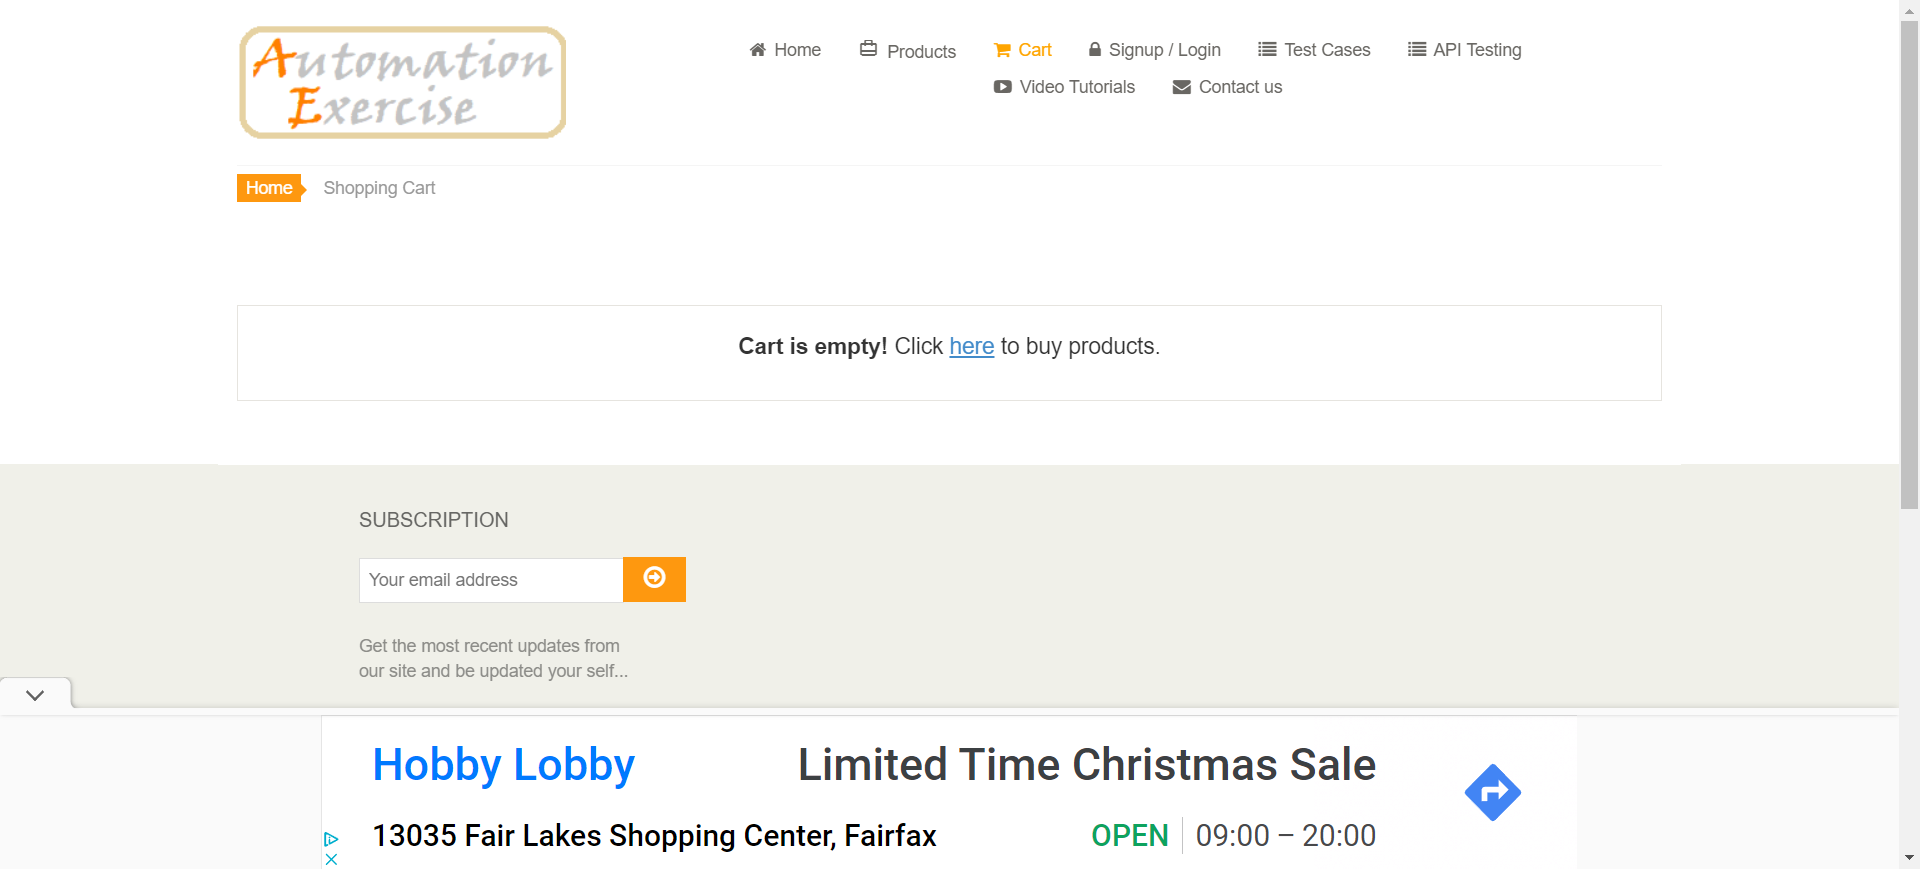 Automation
Exercise
Home
Products
Cart
Signup / Login
Test Cases
API Testing
Video Tutorials
Contact us
Home
Shopping Cart
Cart is empty! Click here to buy products.
SUBSCRIPTION
Your email address
Get the most recent updates from
our site and be updated your self...
Hobby Lobby
Limited Time Christmas Sale
13035 Fair Lakes Shopping Center, Fairfax
OPEN
09:00 – 20:00